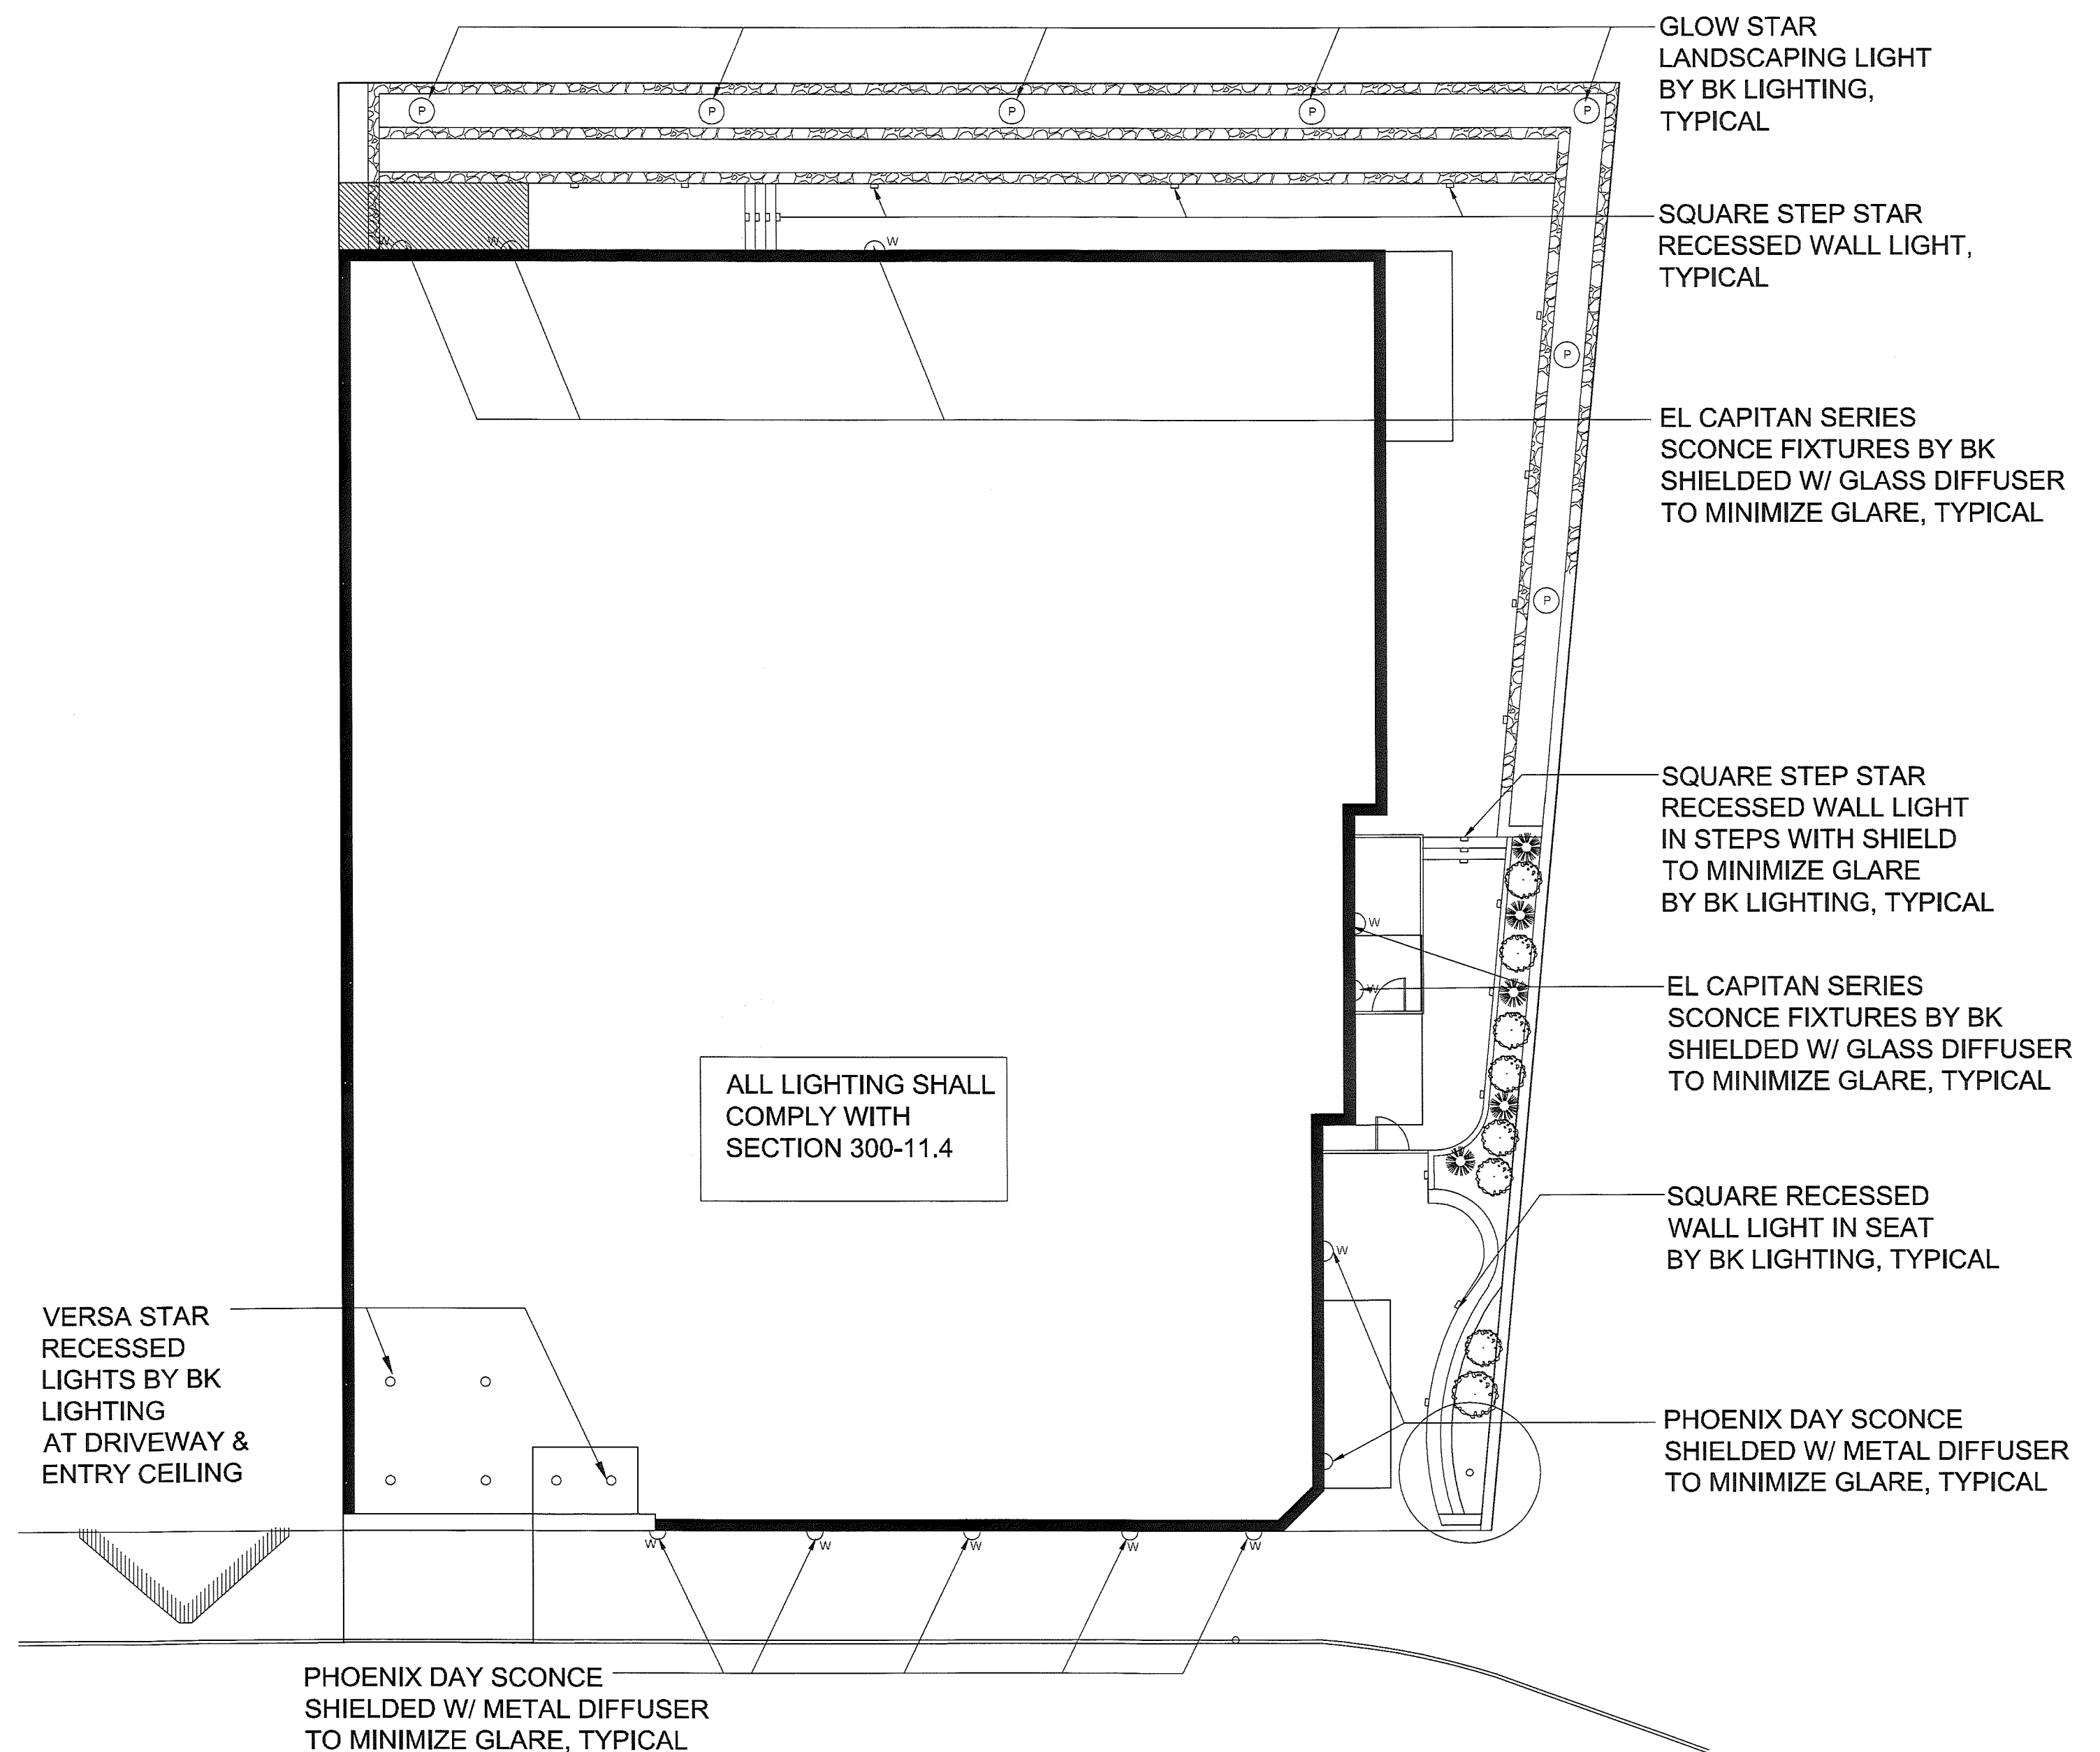 GLOW STAR
LANDSCAPING LIGHT
BY BK LIGHTING,
TYPICAL
P
P
P
P
P
SQUARE STEP STAR
RECESSED WALL LIGHT,
TYPICAL
W
W
W
P
EL CAPITAN SERIES
SCONCE FIXTURES BY BK
SHIELDED W/ GLASS DIFFUSER
TO MINIMIZE GLARE, TYPICAL
P
SQUARE STEP STAR
RECESSED WALL LIGHT
IN STEPS WITH SHIELD
TO MINIMIZE GLARE
BY BK LIGHTING, TYPICAL
W
W
EL CAPITAN SERIES
SCONCE FIXTURES BY BK
SHIELDED W/ GLASS DIFFUSER
TO MINIMIZE GLARE, TYPICAL
ALL LIGHTING SHALL
COMPLY WITH
SECTION 300-11.4
SQUARE RECESSED
WALL LIGHT IN SEAT
BY BK LIGHTING, TYPICAL
W
VERSA STAR
RECESSED
LIGHTS BY BK
LIGHTING
AT DRIVEWAY &
ENTRY CEILING
PHOENIX DAY SCONCE
SHIELDED W/ METAL DIFFUSER
TO MINIMIZE GLARE, TYPICAL
W
W
W
W
W
PHOENIX DAY SCONCE
SHIELDED W/ METAL DIFFUSER
TO MINIMIZE GLARE, TYPICAL